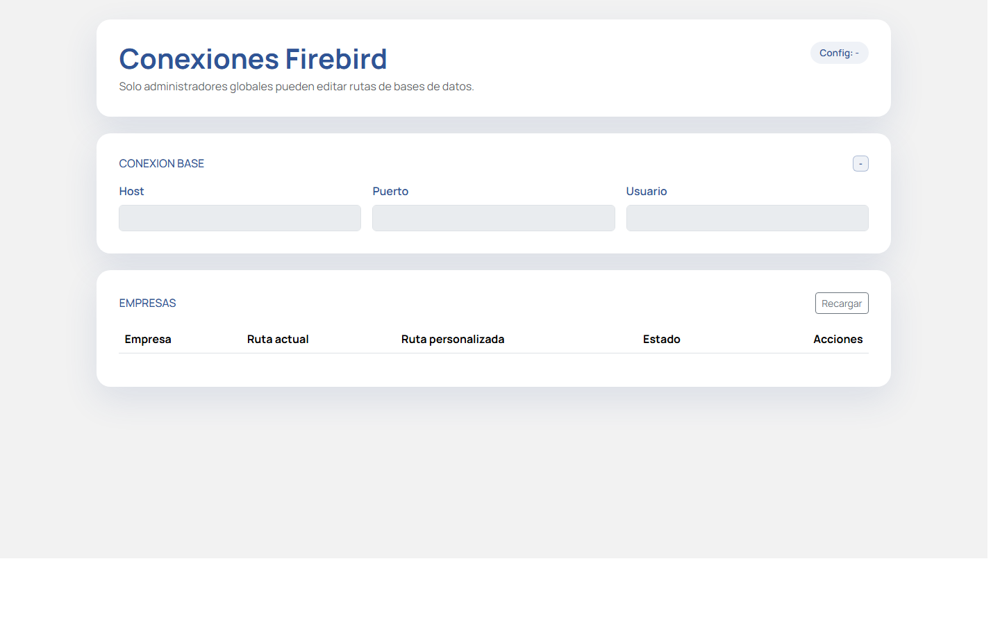 Conexiones Firebird
Config: -
Solo administradores globales pueden editar rutas de bases de datos.
CONEXION BASE
-
Host Puerto Usuario
EMPRESAS
Recargar
Empresa Ruta actual Ruta personalizada Estado Acciones